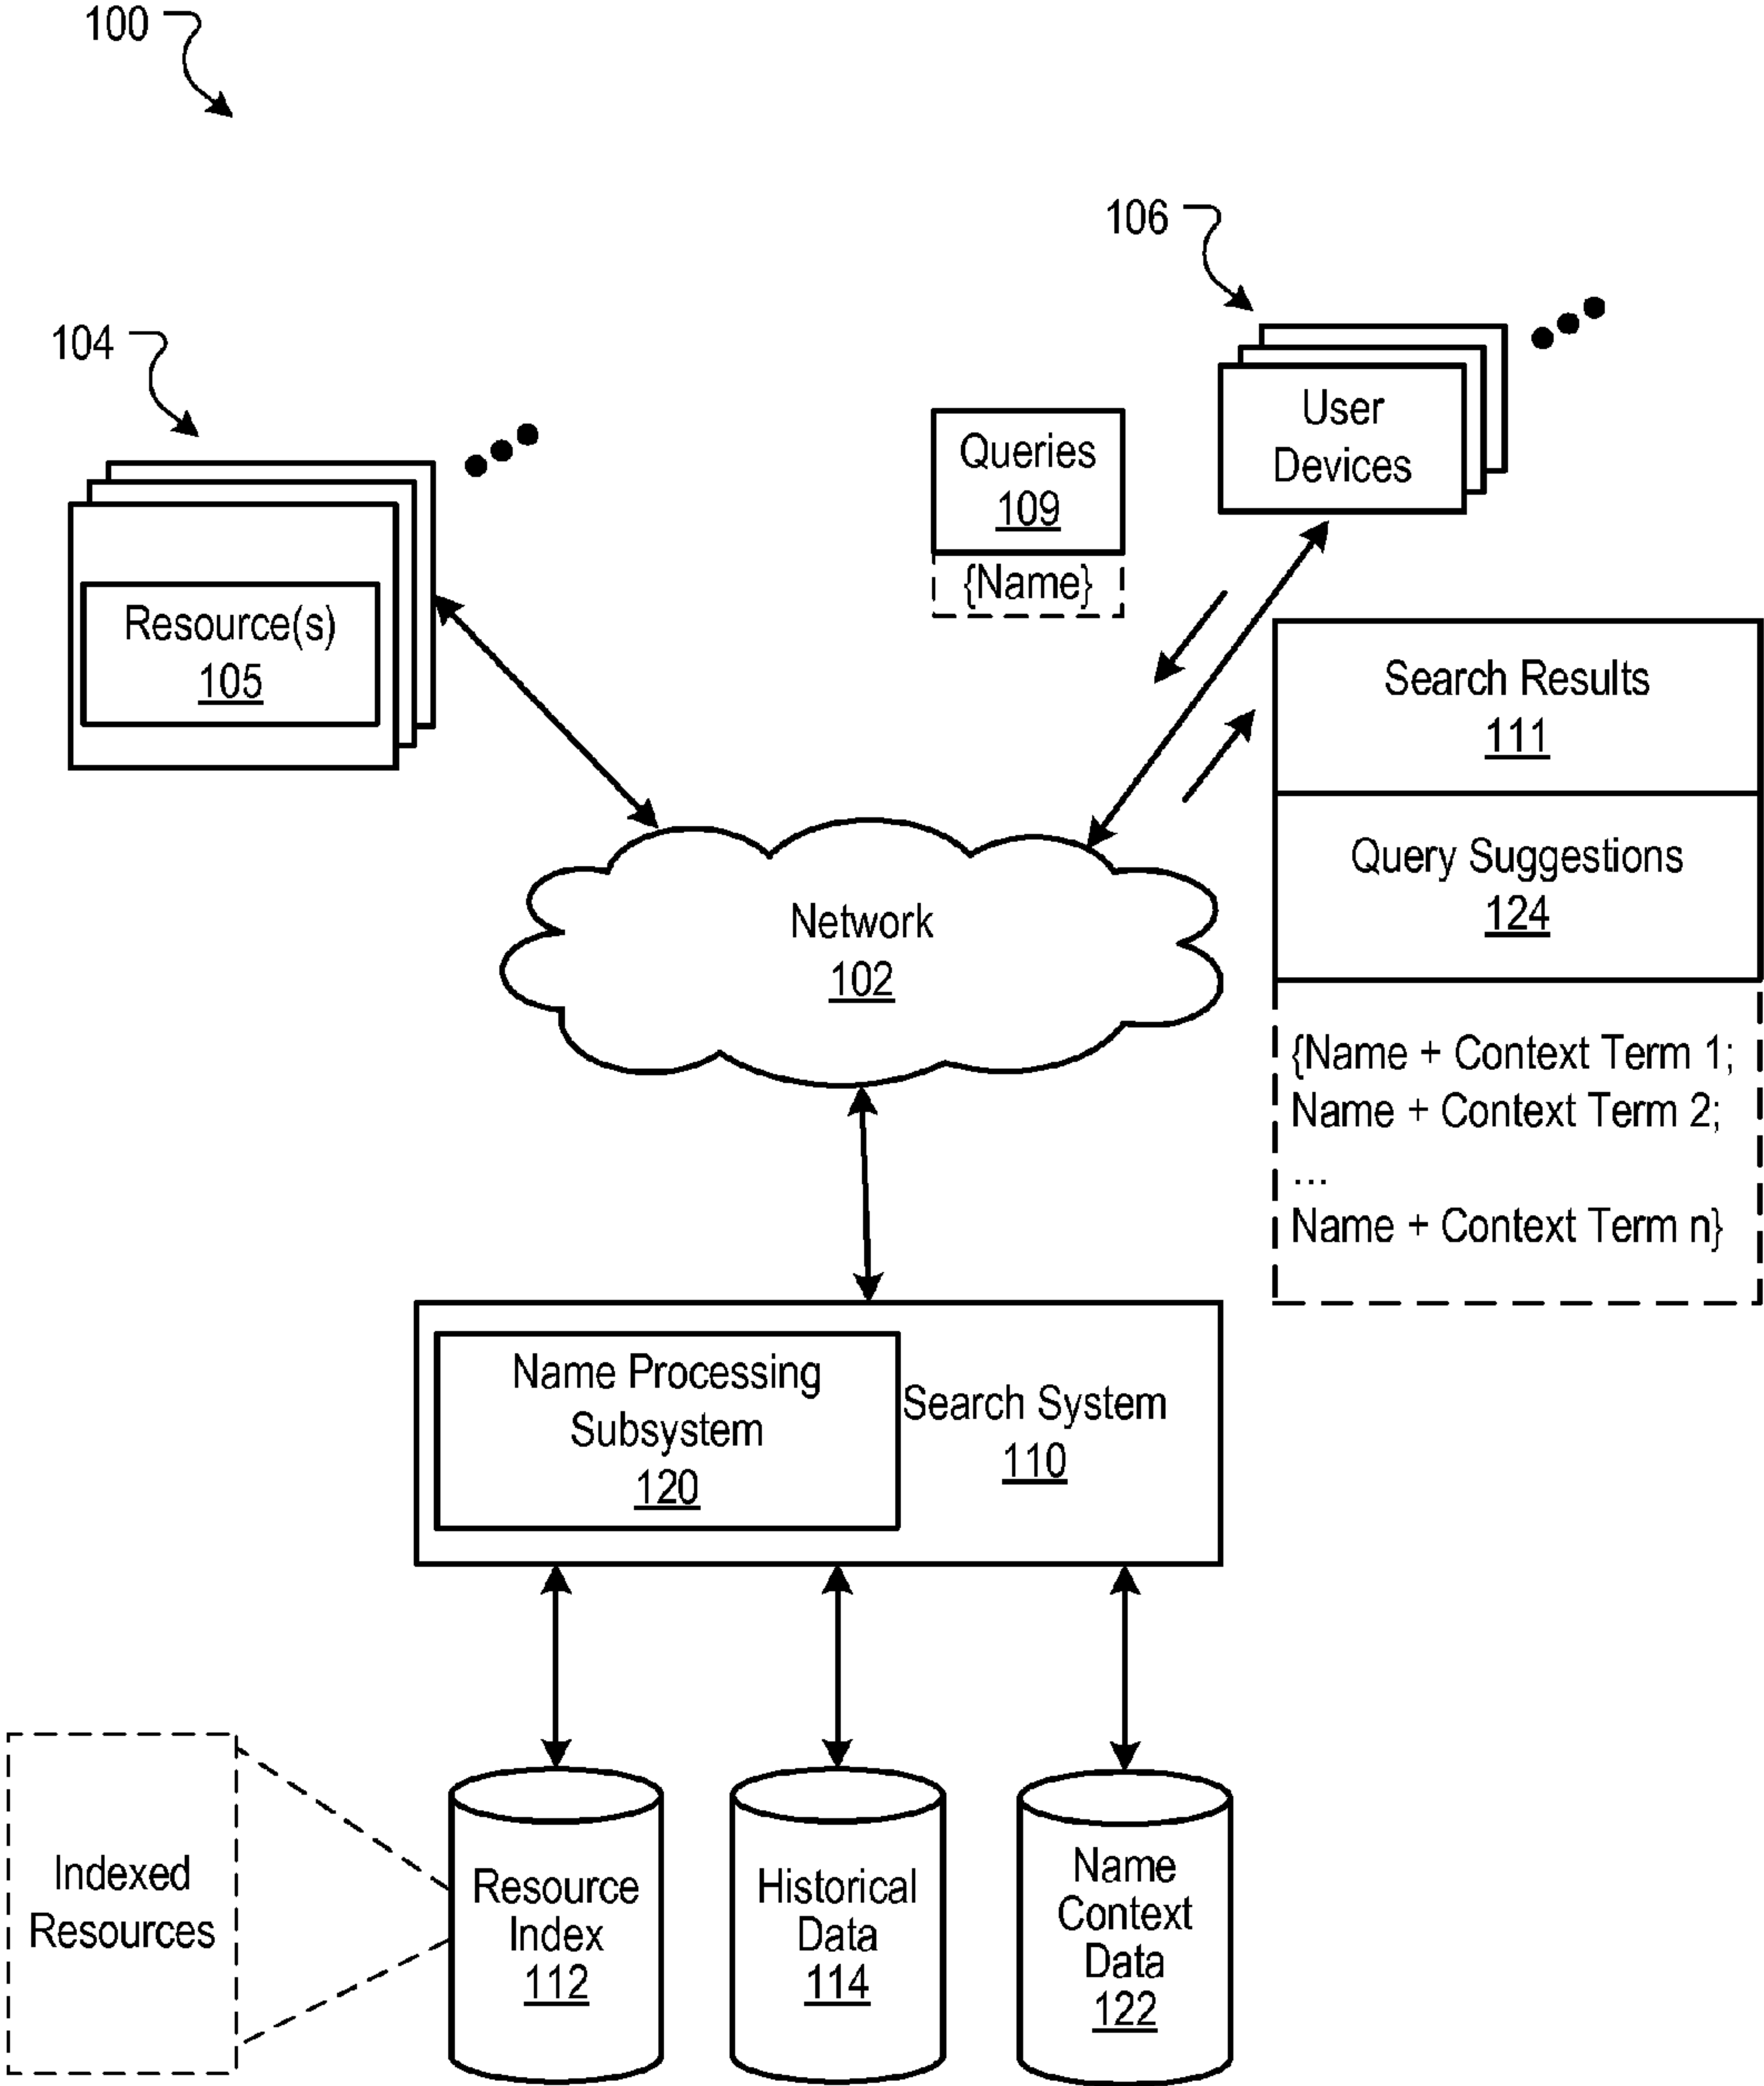 100
106
104
User
Devices
Queries
109
{Name}
Resource(s)
105
Search Results
111
Query Suggestions
124
Network
102
{Name + Context Term 1;
Name + Context Term 2;
...
Name + Context Term n}
Name Processing
Subsystem
120
Search System
110
Indexed
Resources
Resource
Index
112
Historical
Data
114
Name
Context
Data
122